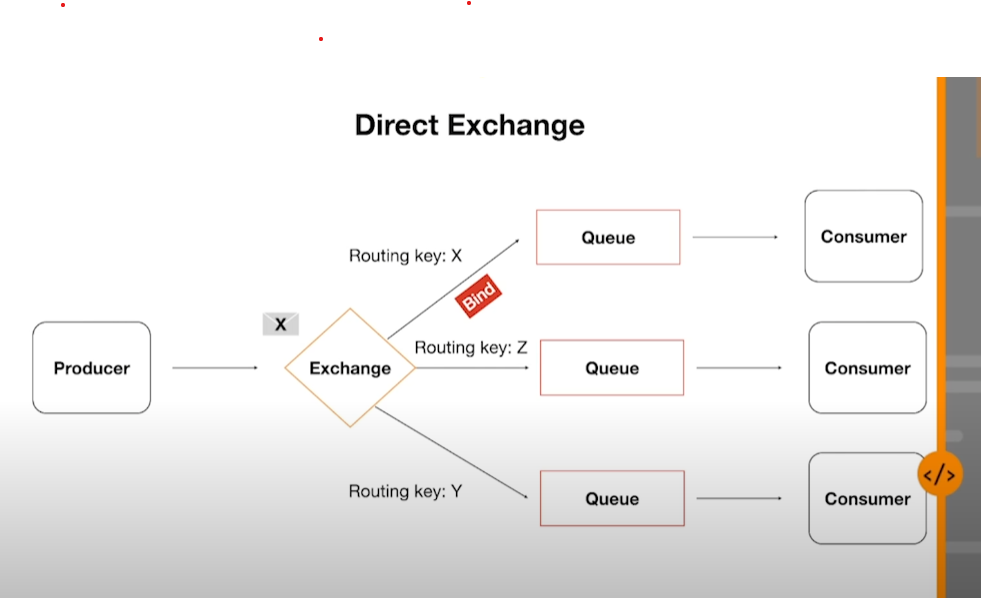 Direct Exchange
Queue
Consumer
Routing key: X
Bind
X
Routing key: Z
Producer
Exchange
Queue
Consumer
Routing key: Y
Queue
Consumer
</>